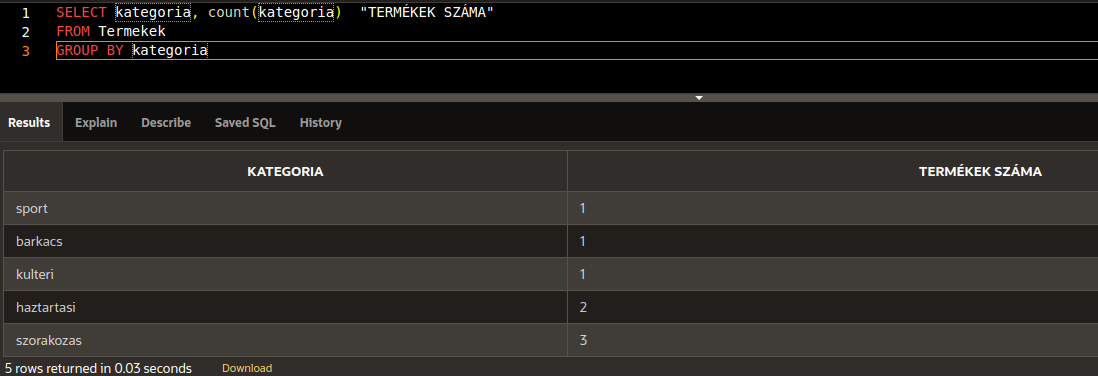 1 SELECT kategoria, count(kategoria)  "TERMÉKEK SZÁMA"
2 FROM Termekek
3 GROUP BY kategoria
Results Explain Describe Saved SQL History
KATEGORIA TERMÉKEK SZÁMA
sport 1
barkacs 1
kulteri 1
haztartasi 2
szorakozas 3
5 rows returned in 0.03 seconds Download